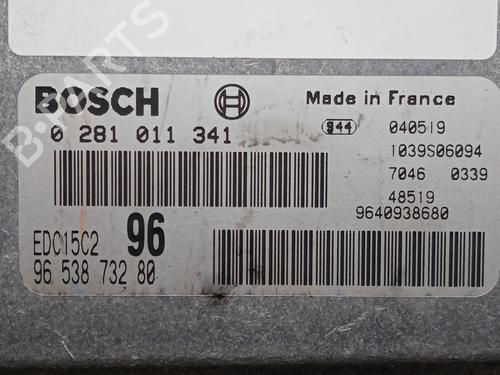 B-PARTS
BOSCH
Made in France
0 281 011 341
944 040519
1039S06094
7046 0339
48519
9640938680
EDC15C2 96
96 538 732 80